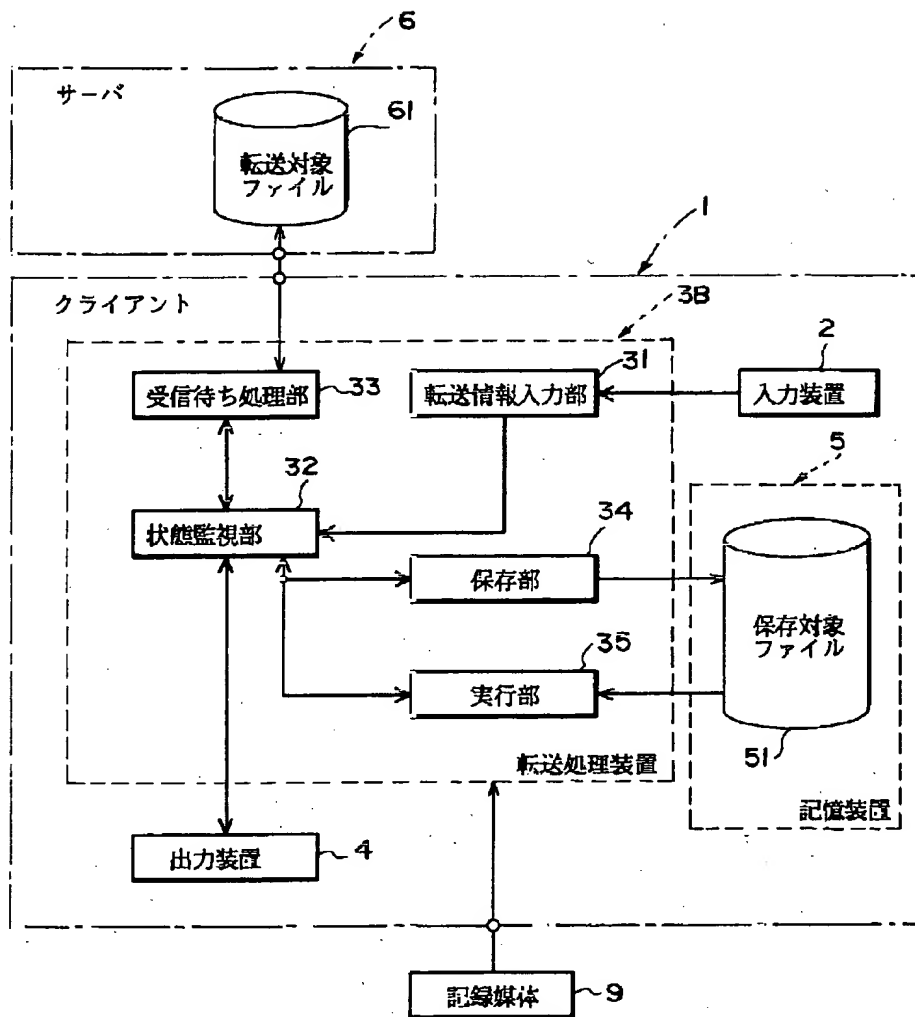 6
サーバ
61
転送対象
ファイル
1
クライアント
3B
31
2
受信待ち処理部
33
転送情報入力部
入力装置
32
5
状態監視部
34
保存部
保存対象
ファイル
35
実行部
51
転送処理装置
記憶装置
出力装置
4
記録媒体
9